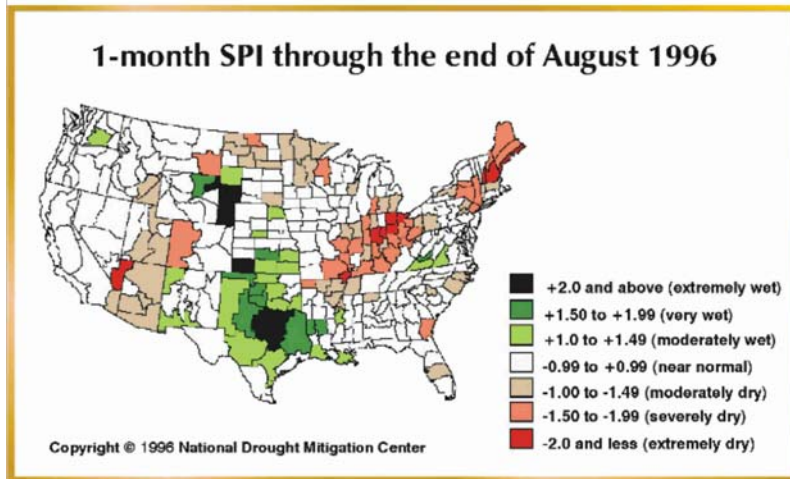 1-month SPI through the end of August 1996
+2.0 and above (extremely wet)
+1.50 to +1.99 (very wet)
+1.0 to +1.49 (moderately wet)
-0.99 to +0.99 (near normal)
-1.00 to -1.49 (moderately dry)
-1.50 to -1.99 (severely dry)
-2.0 and less (extremely dry)
Copyright © 1996 National Drought Mitigation Center